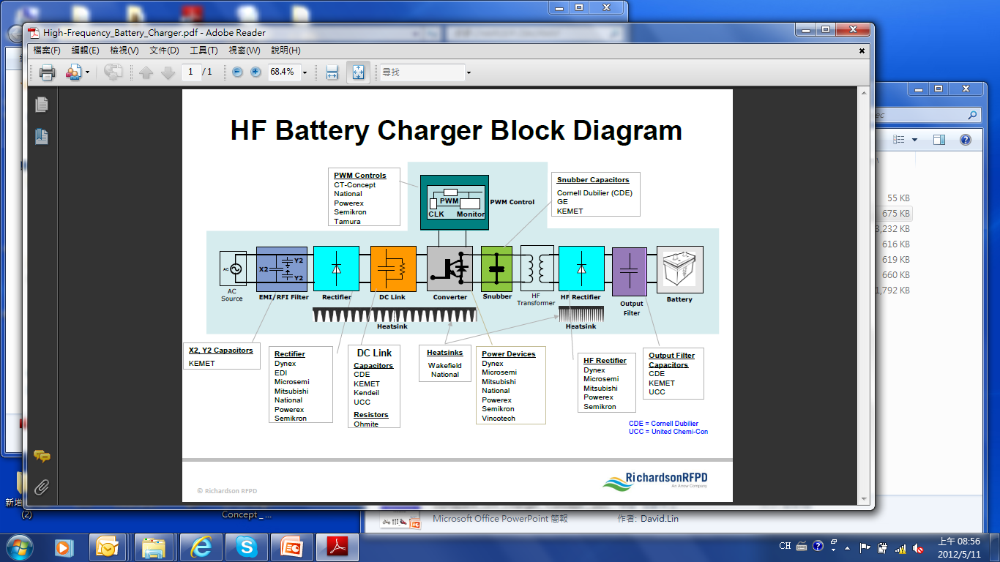 High-Frequency_Battery_Charger.pdf - Adobe Reader
檔案(F) 編輯(E) 檢視(V) 文件(D) 工具(T) 視窗(W) 說明(H)
1 / 1 68.4% 尋找
HF Battery Charger Block Diagram
PWM Controls
CT-Concept
National
Powerex
Semikron
Tamura
PWM
CLK Monitor
PWM Control
Snubber Capacitors
Cornell Dubilier (CDE)
GE
KEMET
AC
AC
Source
X2
Y2
Y2
EMI/RFI Filter
Rectifier
DC Link
Converter
Snubber
HF
Transformer
HF Rectifier
Output
Filter
Battery
Heatsink
Heatsink
X2, Y2 Capacitors
KEMET
Rectifier
Dynex
EDI
Microsemi
Mitsubishi
National
Powerex
Semikron
DC Link
Capacitors
CDE
KEMET
Kendeil
UCC
Resistors
Ohmite
Heatsinks
Wakefield
National
Power Devices
Dynex
Microsemi
Mitsubishi
National
Powerex
Semikron
Vincotech
HF Rectifier
Dynex
Microsemi
Mitsubishi
Powerex
Semikron
Output Filter
Capacitors
CDE
KEMET
UCC
CDE = Cornell Dubilier
UCC = United Chemi-Con
© Richardson RFPD
RichardsonRFPD
An Arrow Company
55 KB
675 KB
3,232 KB
616 KB
619 KB
660 KB
1,792 KB
(2)
Concept _ ...
Microsoft Office PowerPoint 簡報 作者: David.Lin
CH
上午 08:56
2012/5/11